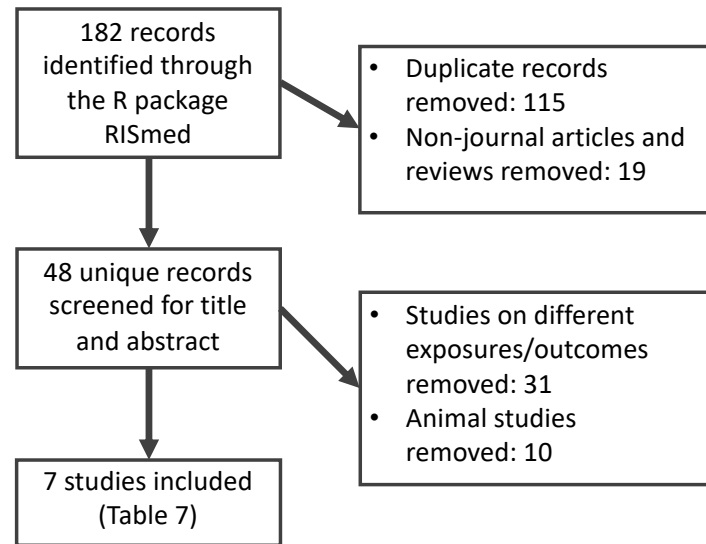 182 records
identified through
the R package
RISmed
• Duplicate records
removed: 115
• Non-journal articles and
reviews removed: 19
48 unique records
screened for title
and abstract
• Studies on different
exposures/outcomes
removed: 31
• Animal studies
removed: 10
7 studies included
(Table 7)